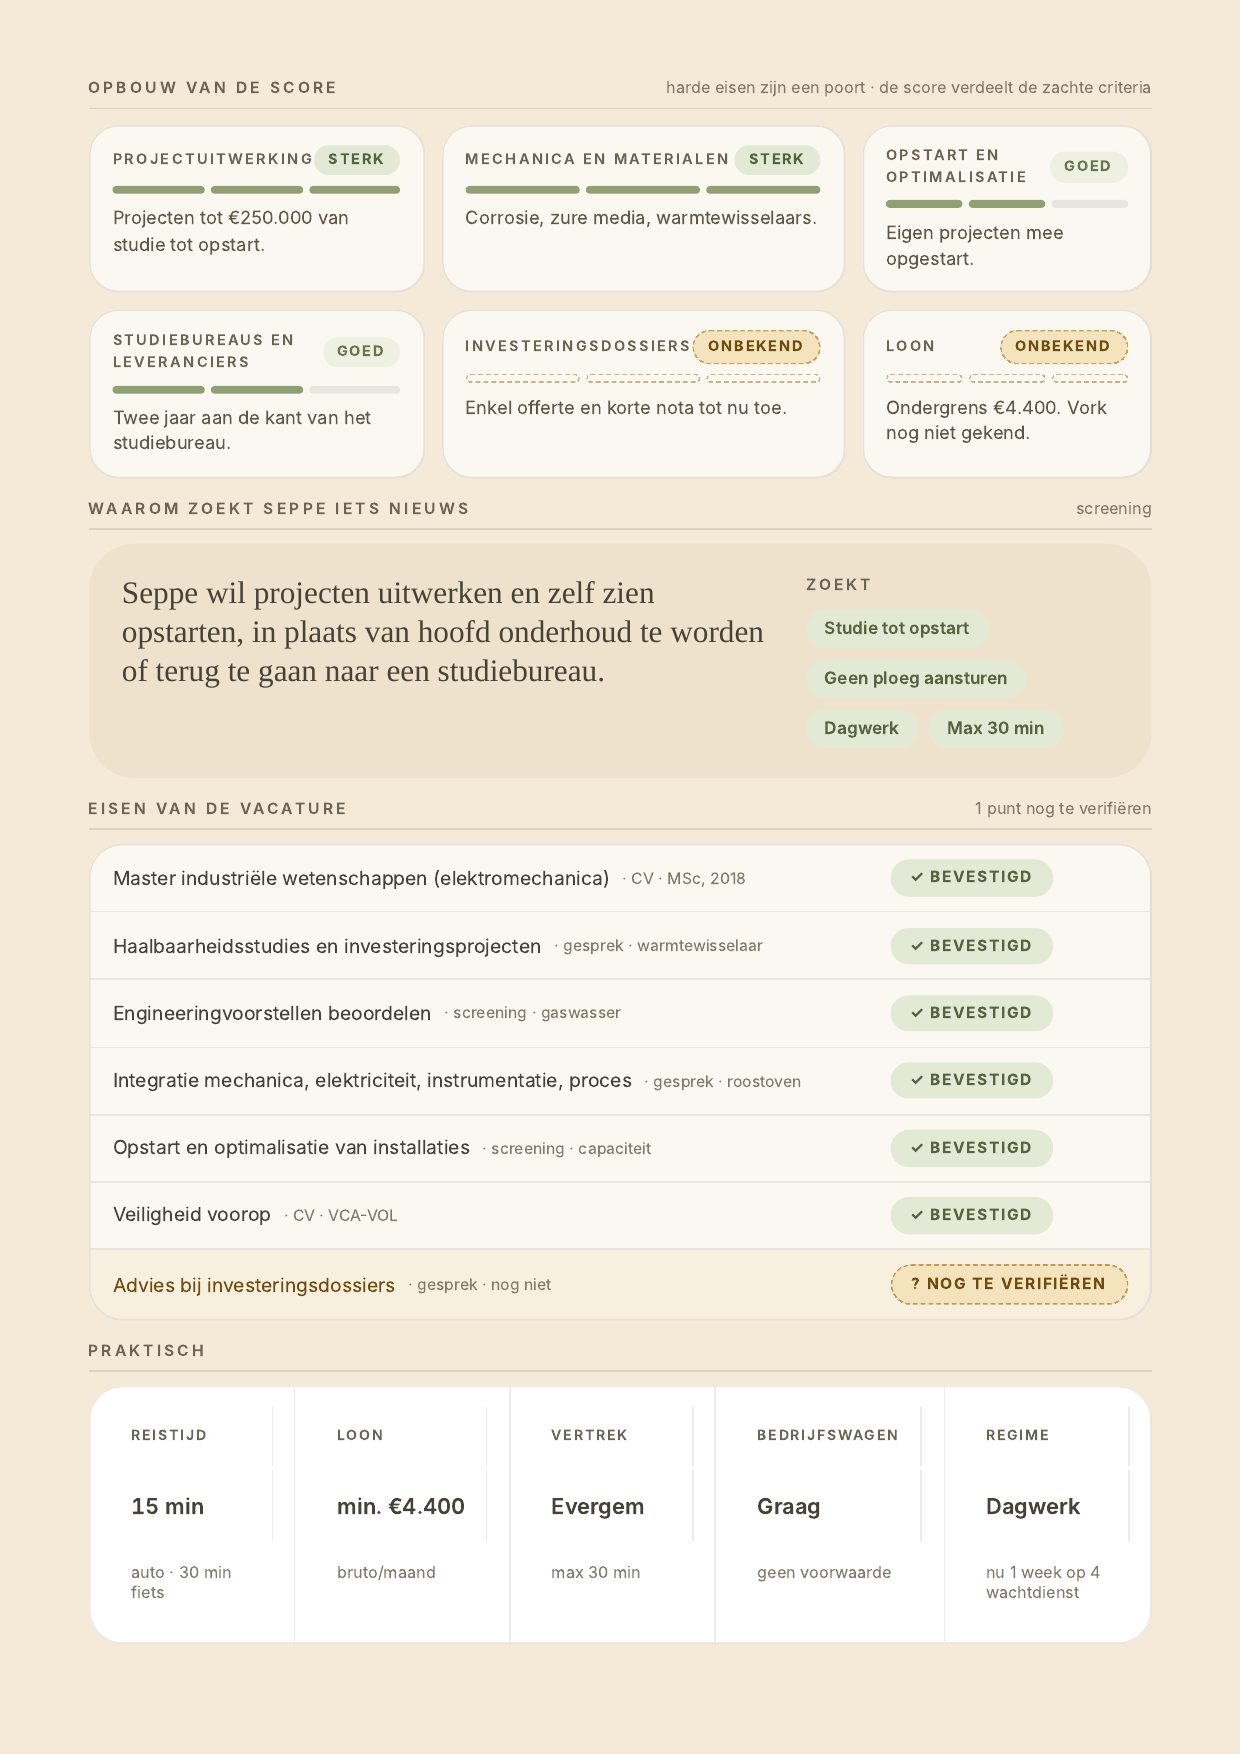 OPBOUW VAN DE SCORE
harde eisen zijn een poort · de score verdeelt de zachte criteria
PROJECTUITWERKING STERK
Projecten tot €250.000 van
studie tot opstart.
MECHANICA EN MATERIALEN STERK
Corrosie, zure media, warmtewisselaars.
OPSTART EN
OPTIMALISATIE
GOED
Eigen projecten mee
opgestart.
STUDIEBUREAUS EN
LEVERANCIERS
GOED
Twee jaar aan de kant van het
studiebureau.
INVESTERINGSDOSSIERS ONBEKEND
Enkel offerte en korte nota tot nu toe.
LOON ONBEKEND
Ondergrens €4.400. Vork
nog niet gekend.
WAAROM ZOEKT SEPPE IETS NIEUWS
screening
Seppe wil projecten uitwerken en zelf zien
opstarten, in plaats van hoofd onderhoud te worden
of terug te gaan naar een studiebureau.
ZOEKT
Studie tot opstart
Geen ploeg aansturen
Dagwerk Max 30 min
EISEN VAN DE VACATURE
1 punt nog te verifiëren
Master industriële wetenschappen (elektromechanica) · CV · MSc, 2018 ✓ BEVESTIGD
Haalbaarheidsstudies en investeringsprojecten · gesprek · warmtewisselaar ✓ BEVESTIGD
Engineeringvoorstellen beoordelen · screening · gaswasser ✓ BEVESTIGD
Integratie mechanica, elektriciteit, instrumentatie, proces · gesprek · roostoven ✓ BEVESTIGD
Opstart en optimalisatie van installaties · screening · capaciteit ✓ BEVESTIGD
Veiligheid voorop · CV · VCA-VOL ✓ BEVESTIGD
Advies bij investeringsdossiers · gesprek · nog niet ? NOG TE VERIFIËREN
PRAKTISCH
REISTIJD
15 min
auto · 30 min
fiets
LOON
min. €4.400
bruto/maand
VERTREK
Evergem
max 30 min
BEDRIJFSWAGEN
Graag
geen voorwaarde
REGIME
Dagwerk
nu 1 week op 4
wachtdienst